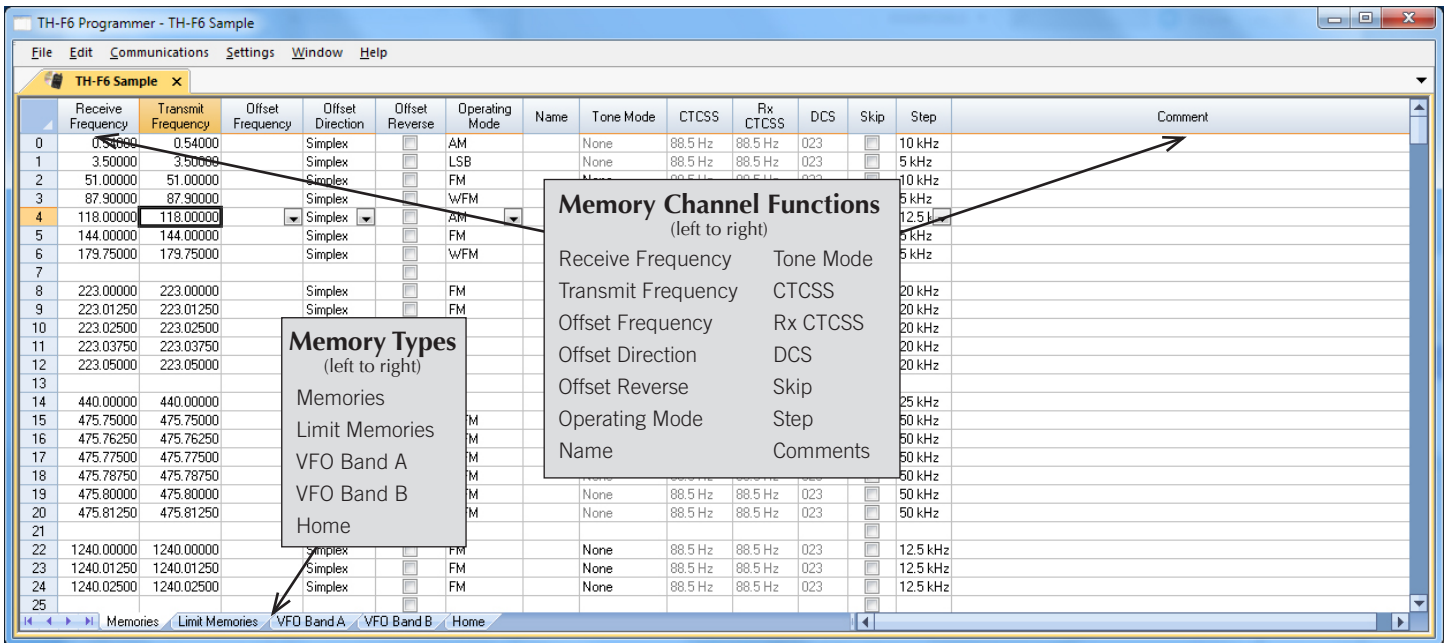 TH-F6 Programmer - TH-F6 Sample
File Edit Communications Settings Window Help
TH-F6 Sample X
Receive Frequency Transmit Frequency Offset Frequency Offset Direction Offset Reverse Operating Mode Name Tone Mode CTCSS Rx CTCSS DCS Skip Step Comment
0 0.54000 0.54000 Simplex AM None 88.5 Hz 88.5 Hz 023 10 kHz
1 3.50000 3.50000 Simplex LSB None 88.5 Hz 88.5 Hz 023 5 kHz
2 51.00000 51.00000 Simplex FM 10 kHz
3 87.90000 87.90000 Simplex WFM 5 kHz
4 118.00000 118.00000 Simplex AM 12.5
5 144.00000 144.00000 Simplex FM 5 kHz
6 179.75000 179.75000 Simplex WFM 5 kHz
7
8 223.00000 223.00000 Simplex FM 20 kHz
9 223.01250 223.01250 Simplex FM 20 kHz
10 223.02500 223.02500 20 kHz
11 223.03750 223.03750 20 kHz
12 223.05000 223.05000 20 kHz
13
14 440.00000 440.00000 25 kHz
15 475.75000 475.75000 50 kHz
16 475.76250 475.76250 50 kHz
17 475.77500 475.77500 50 kHz
18 475.78750 475.78750 50 kHz
19 475.80000 475.80000 None 88.5 Hz 88.5 Hz 023 50 kHz
20 475.81250 475.81250 None 88.5 Hz 88.5 Hz 023 50 kHz
21
22 1240.00000 1240.00000 Simplex FM None 88.5 Hz 88.5 Hz 023 12.5 kHz
23 1240.01250 1240.01250 Simplex FM None 88.5 Hz 88.5 Hz 023 12.5 kHz
24 1240.02500 1240.02500 Simplex FM None 88.5 Hz 88.5 Hz 023 12.5 kHz
25
Memories Limit Memories VFO Band A VFO Band B Home
Memory Types
(left to right)
Memories
Limit Memories
VFO Band A
VFO Band B
Home
Memory Channel Functions
(left to right)
Receive Frequency Tone Mode
Transmit Frequency CTCSS
Offset Frequency Rx CTCSS
Offset Direction DCS
Offset Reverse Skip
Operating Mode Step
Name Comments